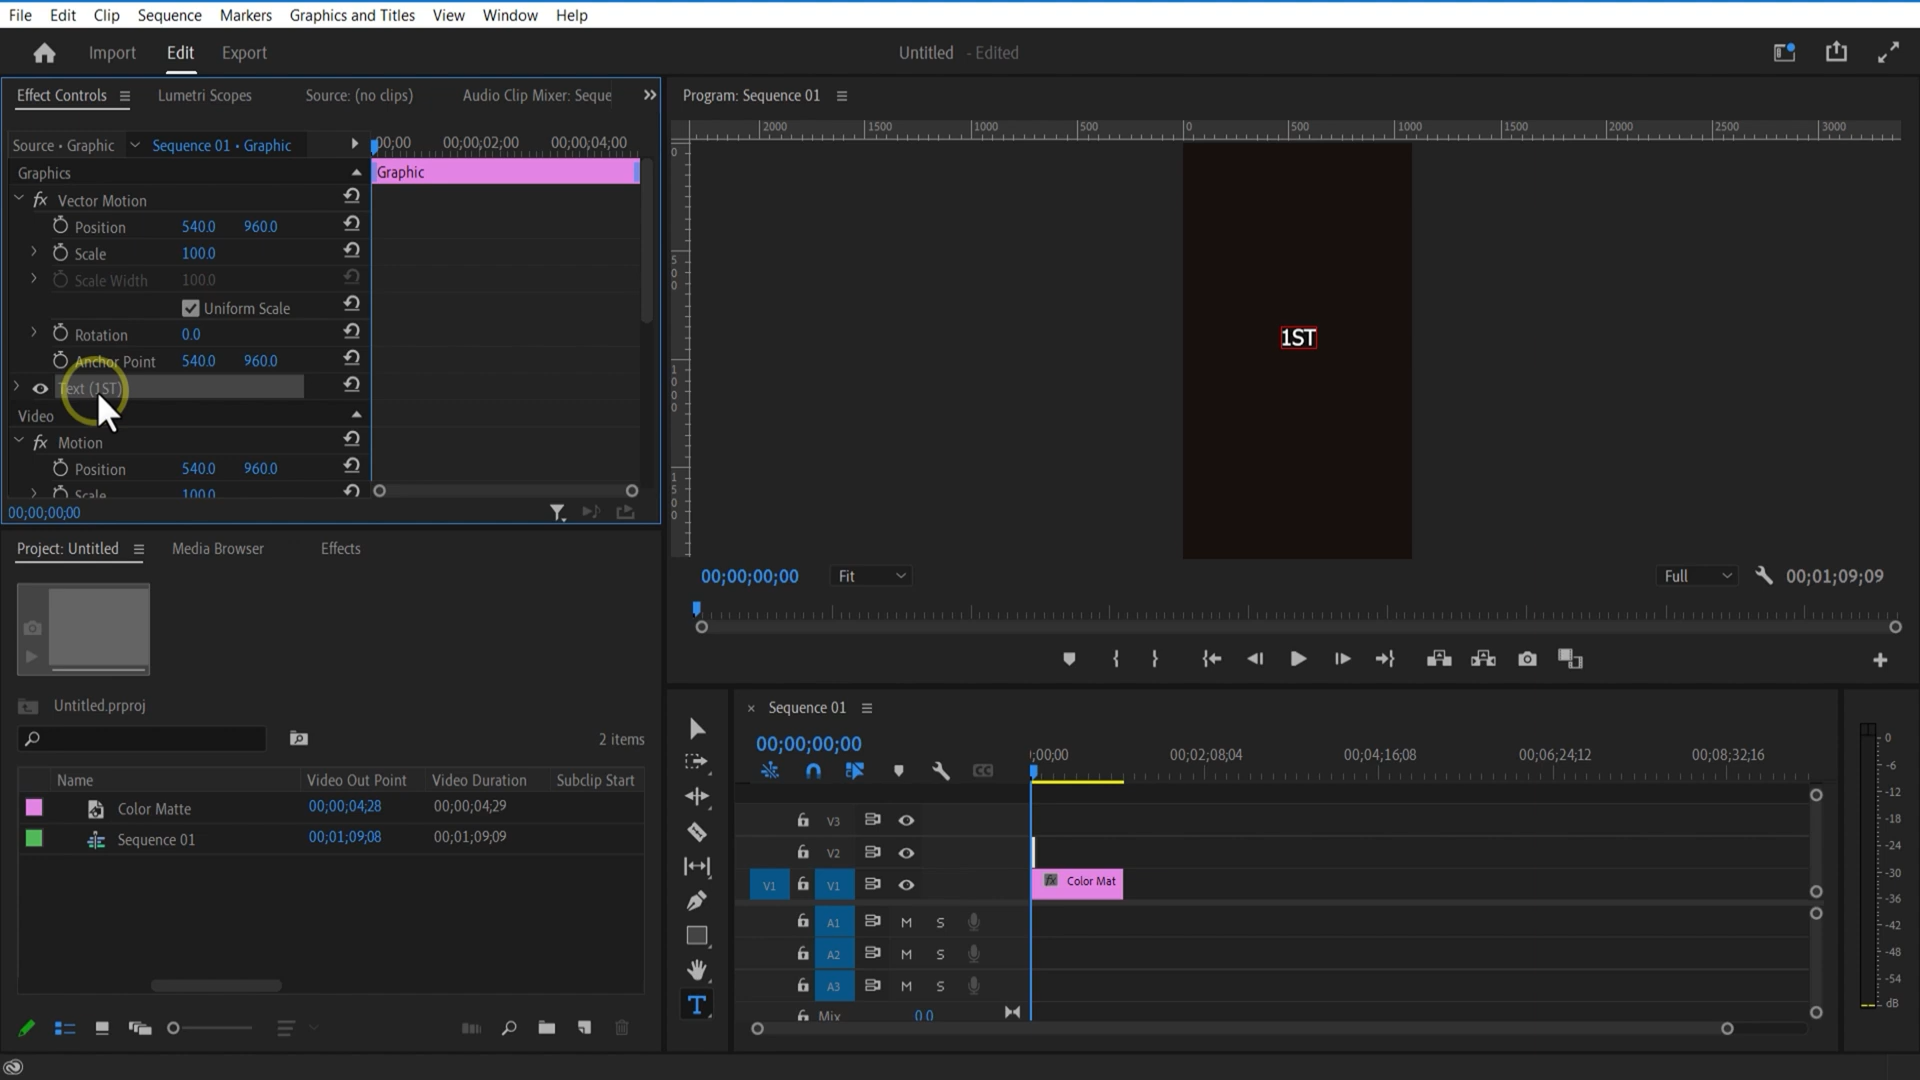 File Edit Clip Sequence Markers Graphics and Titles View Window Help
Import Edit Export
Untitled - Edited
Effect Controls Lumetri Scopes Source: (no clips) Audio Clip Mixer: Seque
Source • Graphic Sequence 01 • Graphic
00;00 00;00;02;00 00;00;04;00
Graphics
Graphic
fx Vector Motion
Position 540.0 960.0
Scale 100.0
Scale Width 100.0
Uniform Scale
Rotation 0.0
Anchor Point 540.0 960.0
Text (1ST)
Video
fx Motion
Position 540.0 960.0
Scale 100.0
00;00;00;00
Program: Sequence 01
2000 1500 1000 500 0 500 1000 1500 2000 2500 3000
0
500
1000
1500
1ST
00;00;00;00 Fit Full 00;01;09;09
Project: Untitled Media Browser Effects
Untitled.prproj
2 items
Name Video Out Point Video Duration Subclip Start
Color Matte 00;00;04;28 00;00;04;29
Sequence 01 00;01;09;08 00;01;09;09
× Sequence 01
00;00;00;00
;00;00 00;02;08;04 00;04;16;08 00;06;24;12 00;08;32;16
V3
V2
V1 V1 fx Color Mat
A1 M S
A2 M S
A3 M S
Mix 0.0
T
0
-6
-12
-18
-24
-30
-36
-42
-48
-54
dB